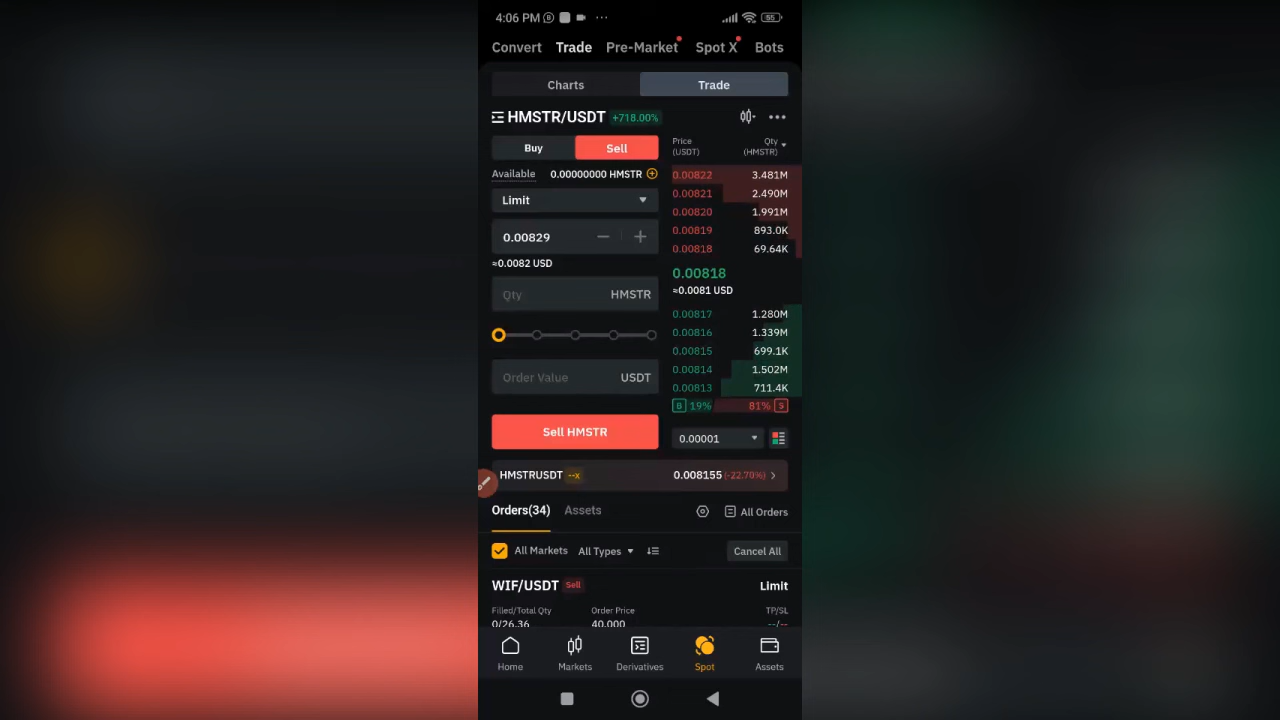 4:06 PM
55
Convert Trade Pre-Market Spot X Bots
Charts Trade
HMSTR/USDT +718.00%
Buy Sell
Available 0.00000000 HMSTR
Limit
0.00829
≈0.0082 USD
Qty HMSTR
Order Value USDT
Sell HMSTR
Price
(USDT)
Qty
(HMSTR)
0.00822 3.481M
0.00821 2.490M
0.00820 1.991M
0.00819 893.0K
0.00818 69.64K
0.00818
≈0.0081 USD
0.00817 1.280M
0.00816 1.339M
0.00815 699.1K
0.00814 1.502M
0.00813 711.4K
B 19% 81% S
0.00001
HMSTRUSDT --x 0.008155 (-22.70%)
Orders(34) Assets All Orders
All Markets All Types Cancel All
WIF/USDT Sell Limit
Filled/Total Qty Order Price TP/SL
0/26.36 40.000 --/--
Home Markets Derivatives Spot Assets